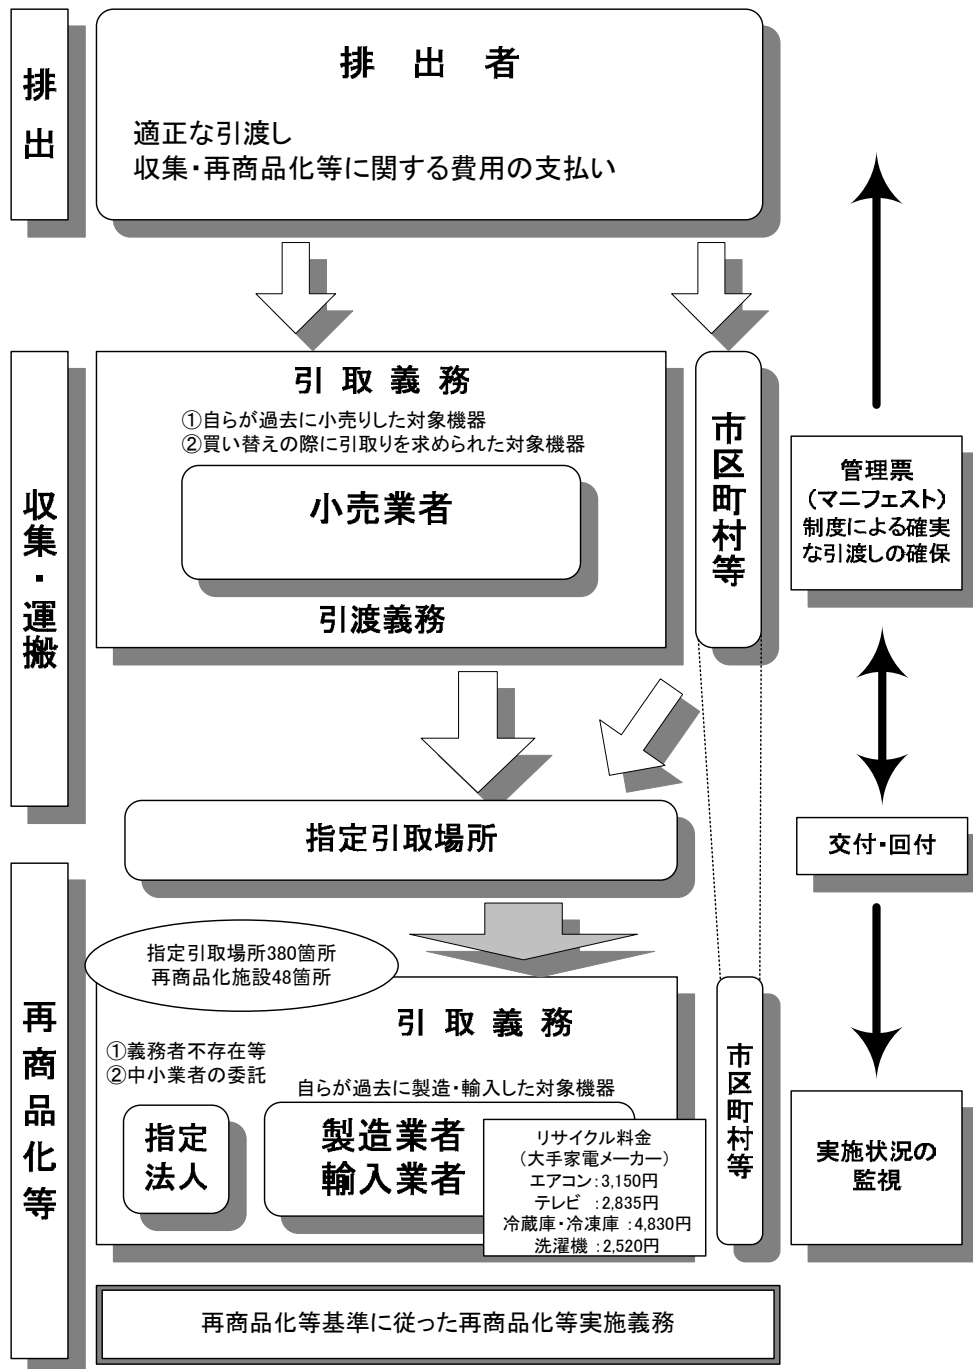 排出
排 出 者
適正な引渡し
収集・再商品化等に関する費用の支払い
収集・運搬
引 取 義 務
①自らが過去に小売りした対象機器
②買い替えの際に引取りを求められた対象機器
小売業者
引渡義務
市区町村等
管理票
(マニフェスト)
制度による確実
な引渡しの確保
指定引取場所
交付・回付
再商品化等
指定引取場所380箇所
再商品化施設48箇所
引 取 義 務
①義務者不存在等
②中小業者の委託
自らが過去に製造・輸入した対象機器
指定
法人
製造業者
輸入業者
リサイクル料金
(大手家電メーカー)
エアコン:3,150円
テレビ :2,835円
冷蔵庫・冷凍庫 :4,830円
洗濯機 :2,520円
市区町村等
実施状況の
監視
再商品化等基準に従った再商品化等実施義務